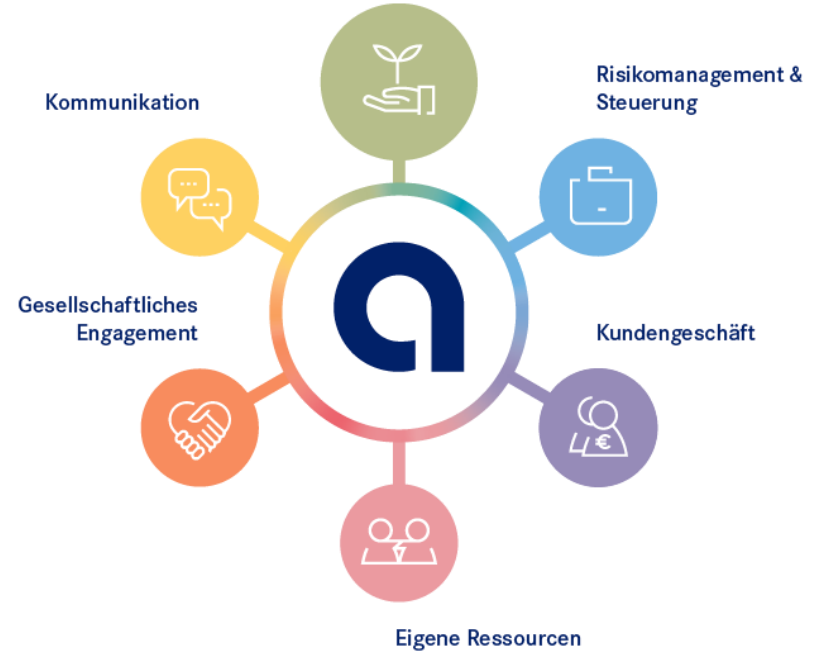 Kommunikation
Risikomanagement &
Steuerung
Gesellschaftliches
Engagement
Kundengeschäft
€
Eigene Ressourcen